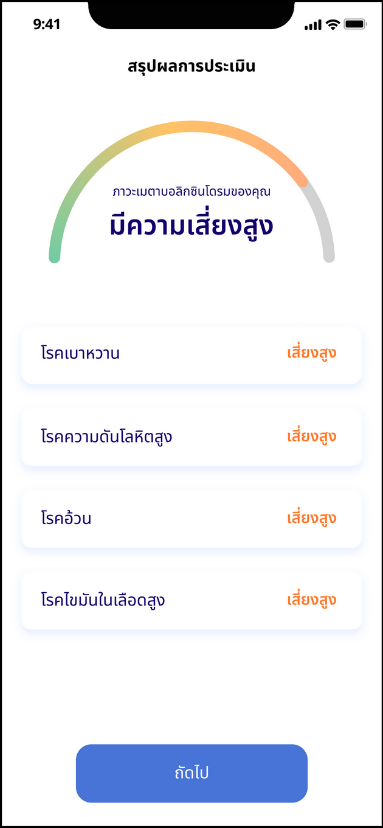 9:41
สรุปผลการประเมิน
ภาวะเมตาบอลิกซินโดรมของคุณ
มีความเสี่ยงสูง
โรคเบาหวาน เสี่ยงสูง
โรคความดันโลหิตสูง เสี่ยงสูง
โรคอ้วน เสี่ยงสูง
โรคไขมันในเลือดสูง เสี่ยงสูง
ถัดไป